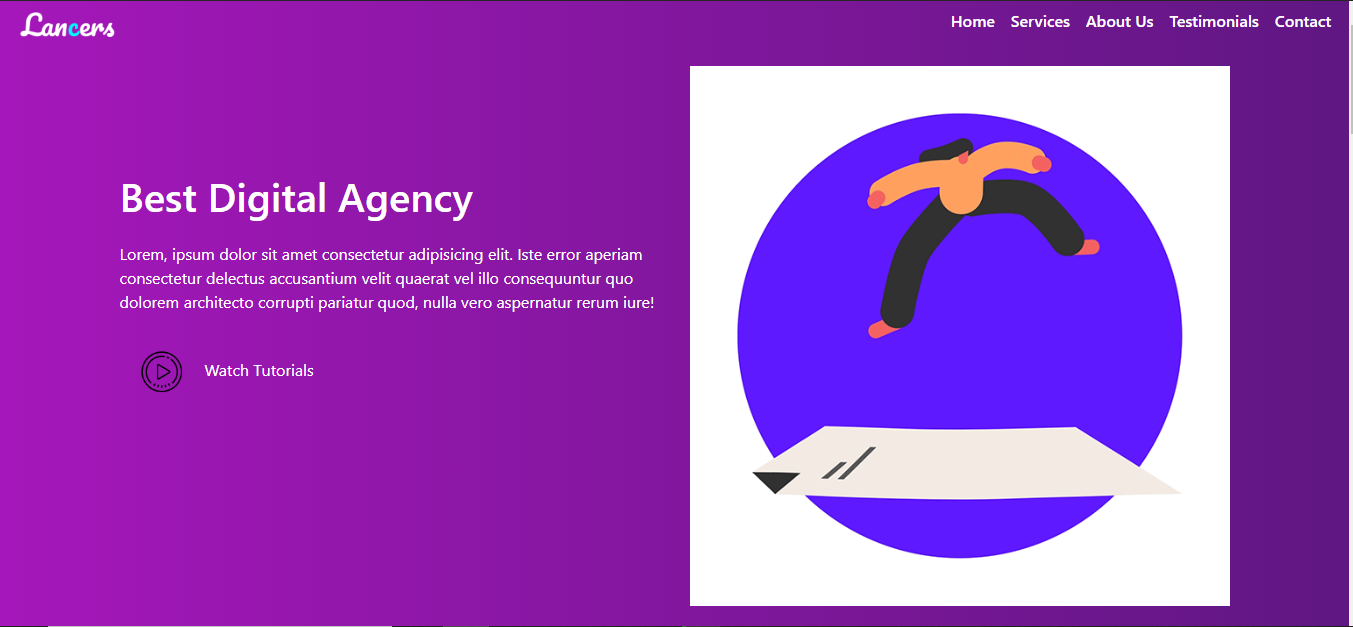 Lancers
Home Services About Us Testimonials Contact
Best Digital Agency
Lorem, ipsum dolor sit amet consectetur adipisicing elit. Iste error aperiam
consectetur delectus accusantium velit quaerat vel illo consequuntur quo
dolorem architecto corrupti pariatur quod, nulla vero aspernatur rerum iure!
Watch Tutorials